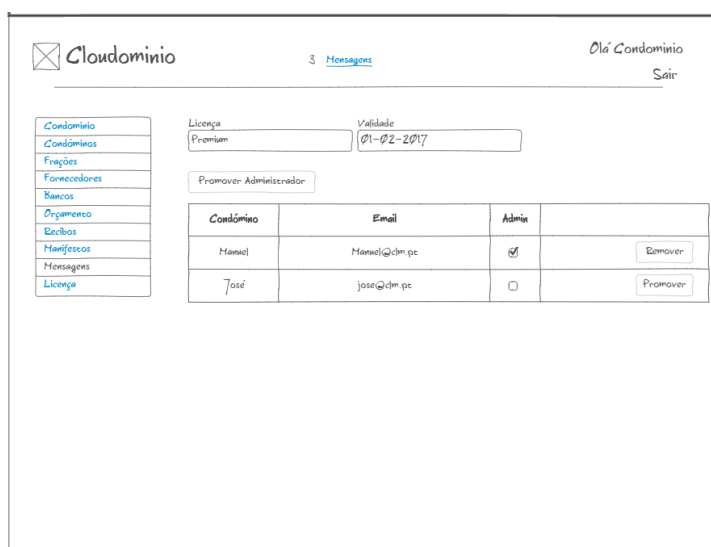 Cloudominio
3 Mensagens
Olá Condominio
Sair
Condominio
Condóminos
Frações
Fornecedores
Bancos
Orçamento
Recibos
Manifestos
Mensagens
Licença
Licença Validade
Premium 01-02-2017
Promover Administrador
Condómino Email Admin
Manuel Manuel@clm.pt Remover
José jose@clm.pt Promover